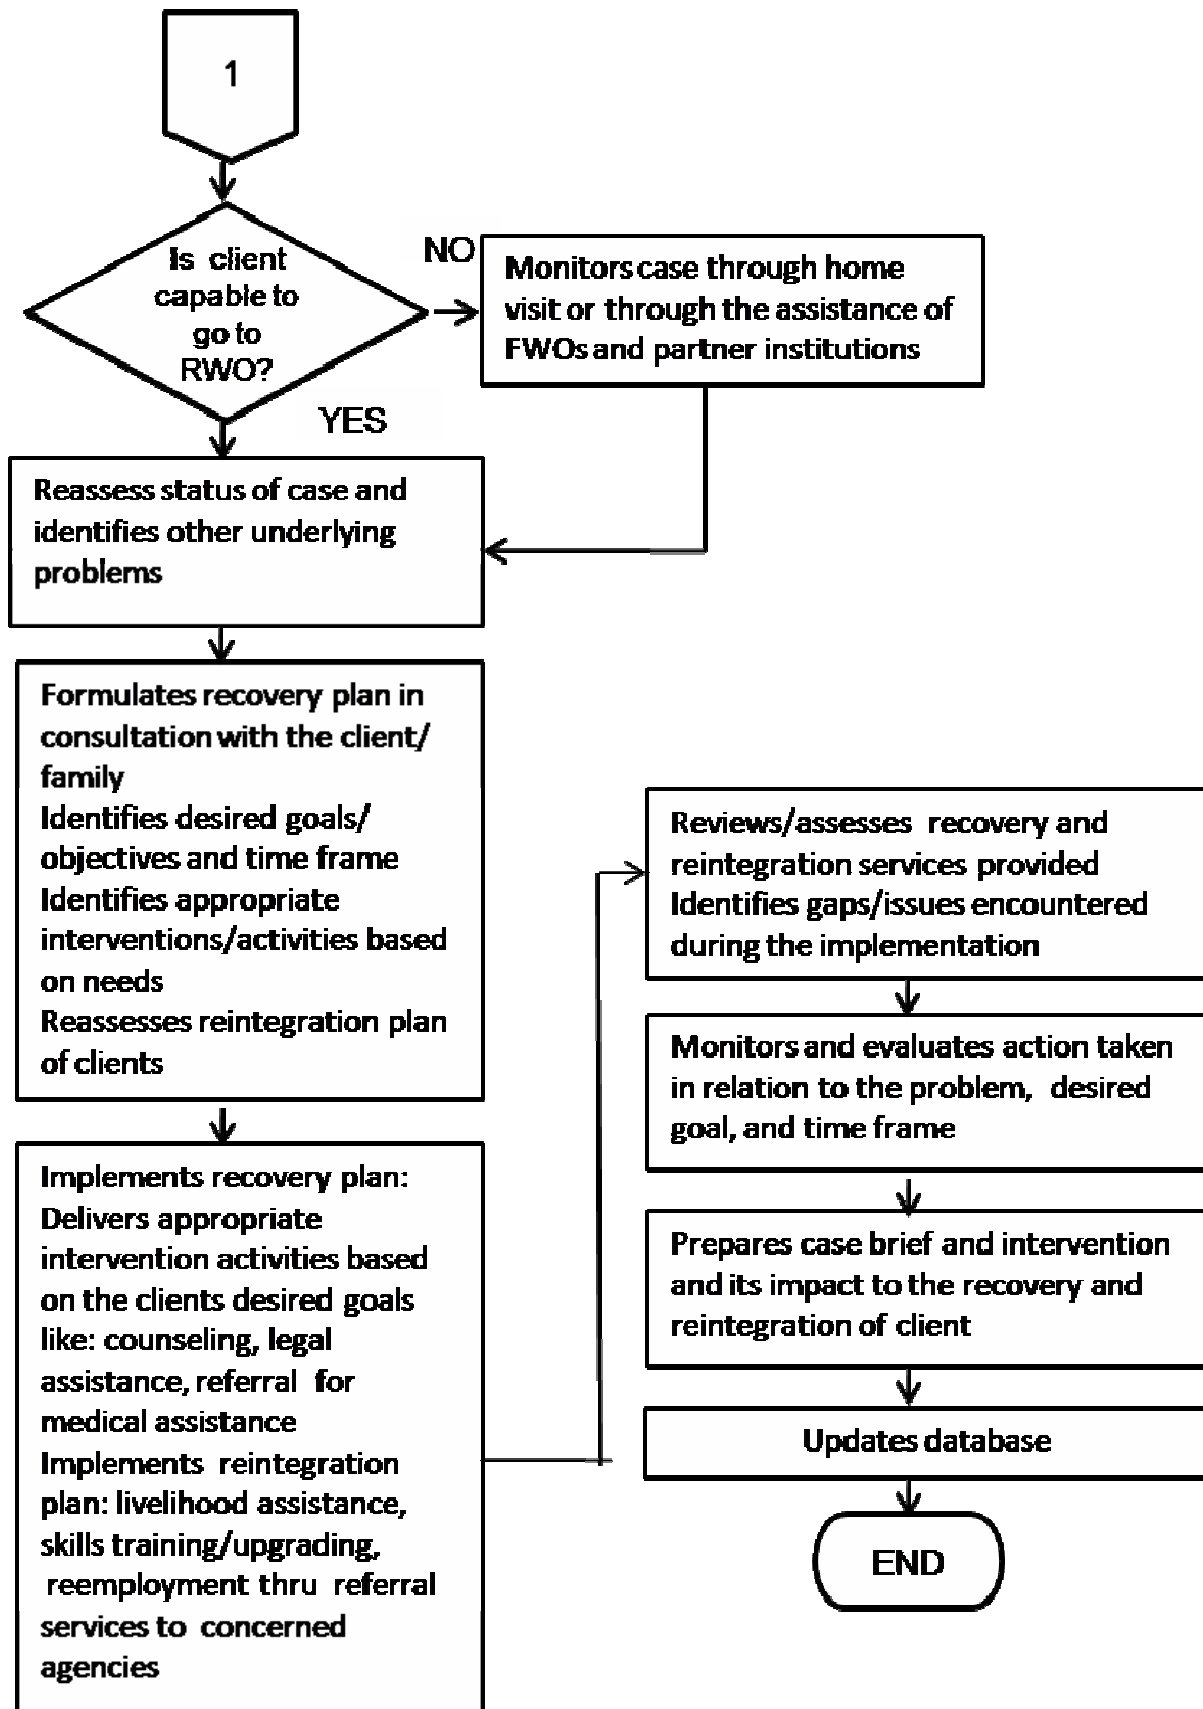 1
Is client
capable to
go to
RWO?
NO
Monitors case through home
visit or through the assistance of
FWOs and partner institutions
YES
Reassess status of case and
identifies other underlying
problems
Formulates recovery plan in
consultation with the client/
family
Identifies desired goals/
objectives and time frame
Identifies appropriate
interventions/activities based
on needs
Reassesses reintegration plan
of clients
Implements recovery plan:
Delivers appropriate
intervention activities based
on the clients desired goals
like: counseling, legal
assistance, referral for
medical assistance
Implements reintegration
plan: livelihood assistance,
skills training/upgrading,
reemployment thru referral
services to concerned
agencies
Reviews/assesses recovery and
reintegration services provided
Identifies gaps/issues encountered
during the implementation
Monitors and evaluates action taken
in relation to the problem, desired
goal, and time frame
Prepares case brief and intervention
and its impact to the recovery and
reintegration of client
Updates database
END